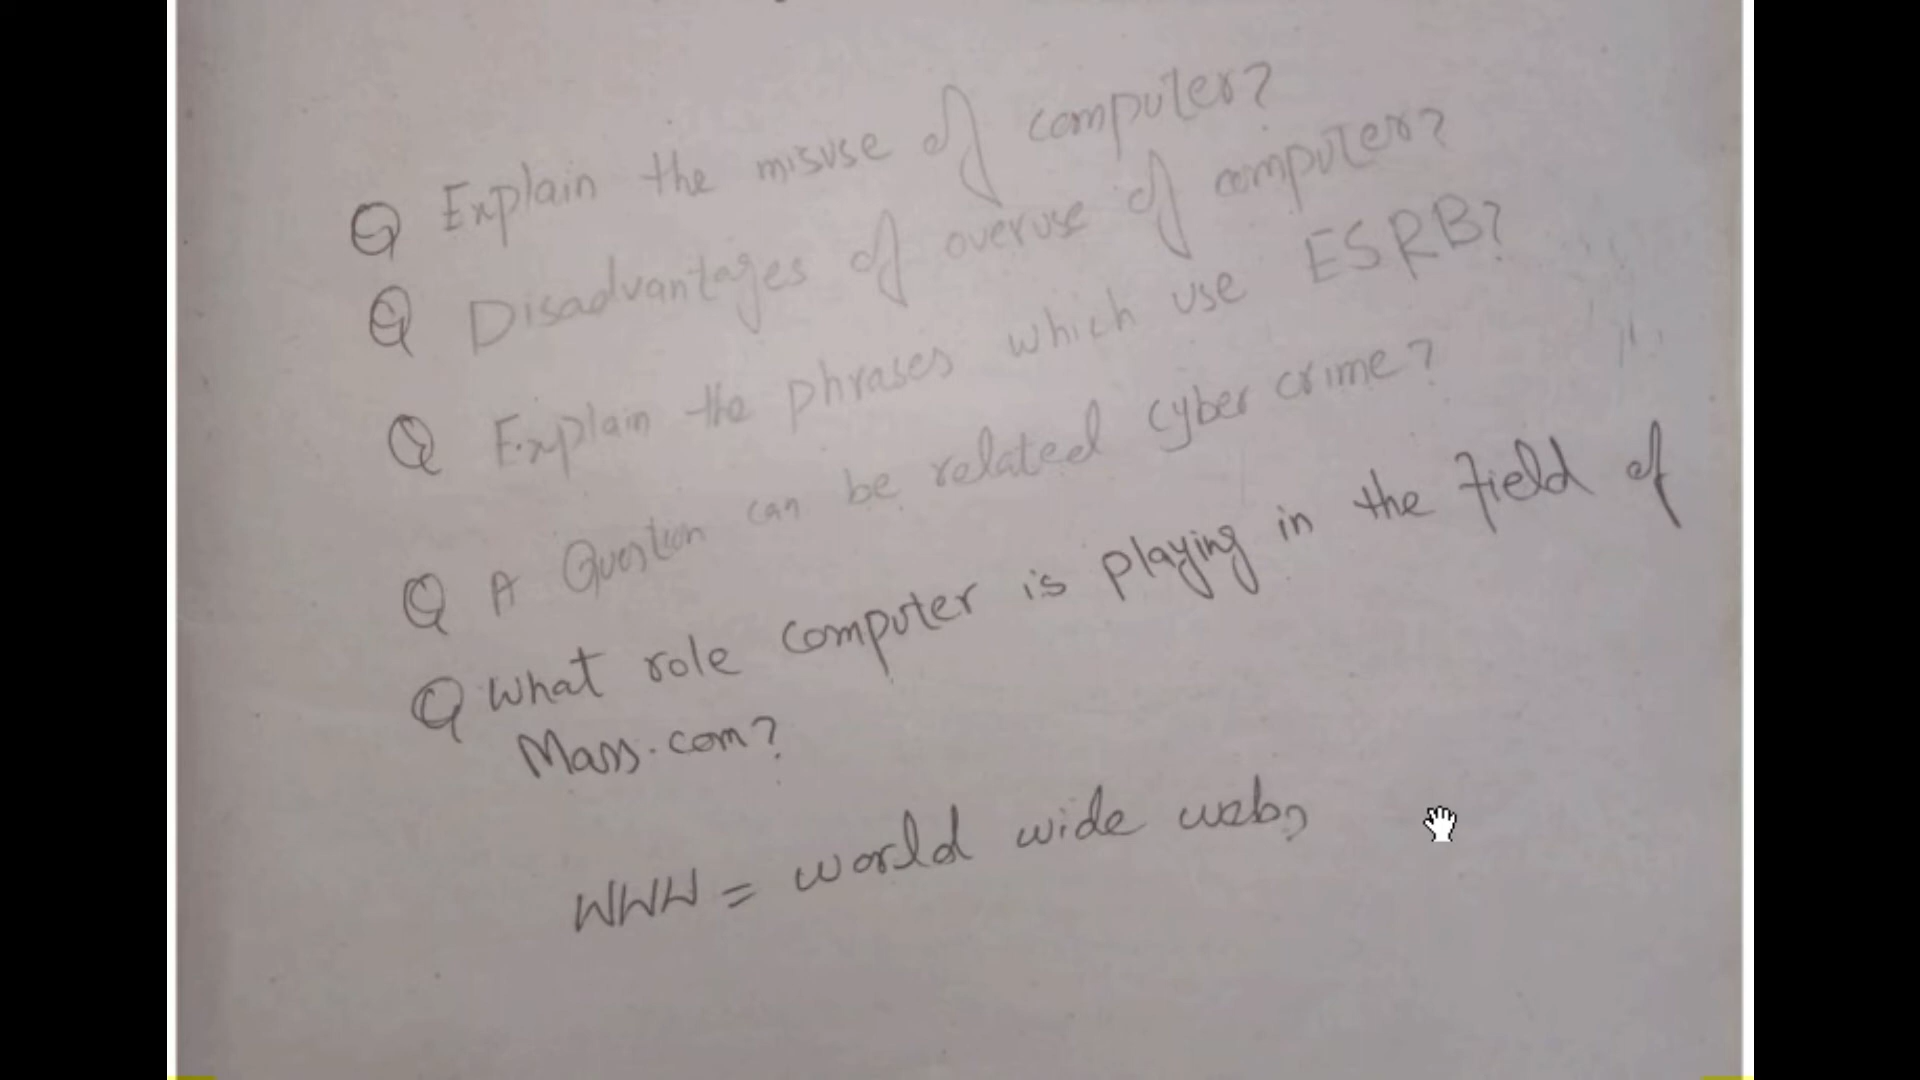 Q Explain the misuse of computer?
Q Disadvantages of overuse of computer?
Q Explain the phrases which use ESRB?
Q A Question can be related cyber crime?
Q What role computer is playing in the field of
Mass.com?
WWW = world wide web,